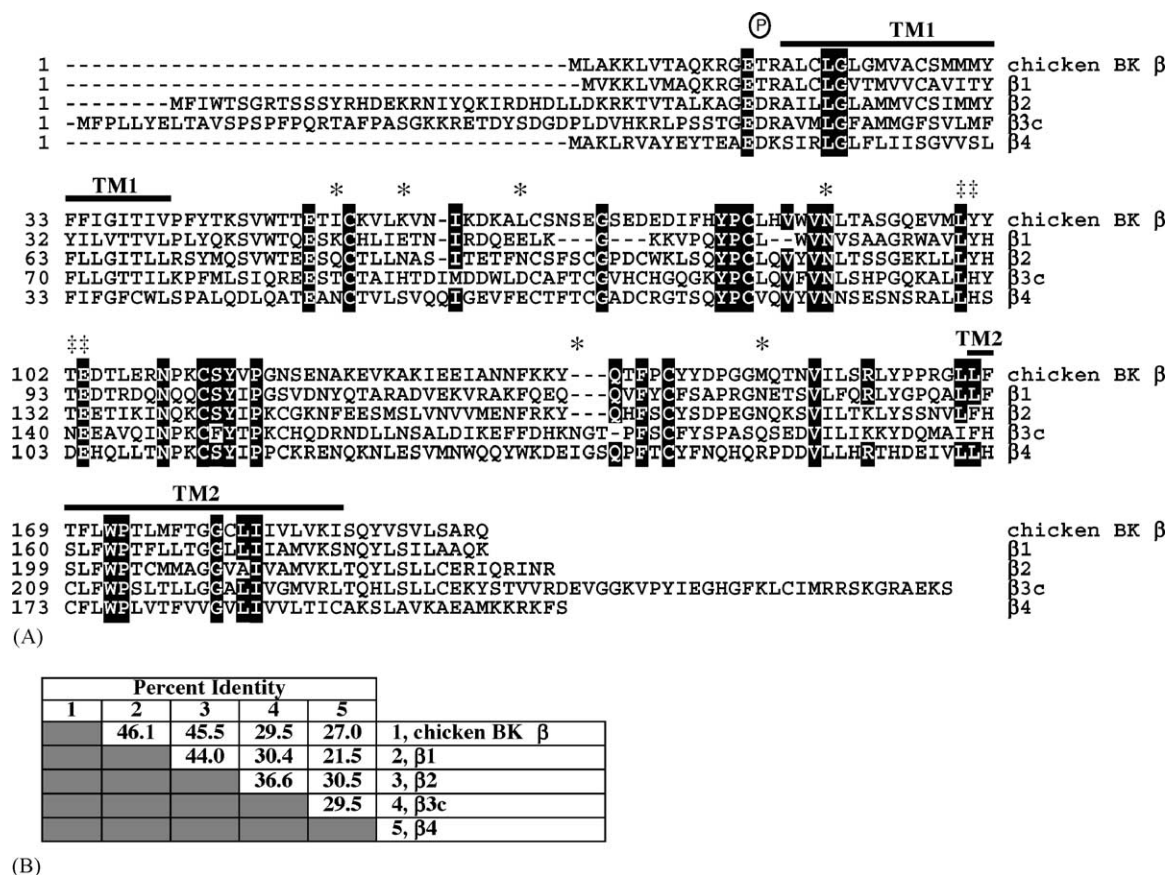 Ⓟ TM1
1 ------------------------------MLAKKLVTAQKRGETRALCLGLGMVACSMMMY chicken BK β
1 -------------------------------MVKKLVMAQKRGETRALCLGVTMVVCAVITY β1
1 --------MFIWTSGRTSSSYRHDEKRNIYQKIRDHDLLDKRKTVTALKAGEDRAILLGLAMMVCSIMMY β2
1 -MFPLLYELTAVSPSPFPQRTAFPASGKKRETDYSDGDPLDVHKRLPSSTGEDRAVMLGFAMMGFSVLMF β3c
1 ------------------------------MAKLRVAYEYTEAEDKSIRLGLFLIISGVVSL β4
TM1 * * * * ‡‡
33 FFIGITIVPFYTKSVWTTETICKVLKVN-IKDKALCSNSEGSEDEDIFHYPCLHVWVNLTASGQEVMLYY chicken BK β
32 YILVTTVLPLYQKSVWTQESKCHLIETN-IRDQEELK---G---KKVPQYPCL--WVNVSAAGRWAVLYH β1
63 FLLGITLLRSYMQSVWTEESQCTLLNAS-ITETFNCSFSCGPDCWKLSQYPCLQVYVNLTSSGEKLLLYH β2
70 FLLGTTILKPFMLSIQREESTCTAIHTDIMDDWLDCAFTCGVHCHGQGKYPCLQVFVNLSHPGQKALLHY β3c
33 FIFGFCWLSPALQDLQATEANCTVLSVQQIGEVFECTFTCGADCRGTSQYPCVQVYVNNSESNSRALLHS β4
‡‡ * * TM2
102 TEDTLERNPKCSYVPGNSENAKEVKAKIEEIANNFKKY---QTFPCYYDPGGMQTNVILSRLYPPRGLLF chicken BK β
93 TEDTRDQNQQCSYIPGSVDNYQTARADVEKVRAKFQEQ---QVFYCFSAPRGNETSVLFQRLYGPQALLF β1
132 TEETIKINQKCSYIPKCGKNFEESMSLVNVVMENFRKY---QHFSCYSDPEGNQKSVILTKLYSSNVLFH β2
140 NEEAVQINPKCFYTPKCHQDRNDLLNSALDIKEFFDHKNGT-PFSCFYSPASQSEDVILIKKYDQMAIFH β3c
103 DEHQLLTNPKCSYIPPCKRENQKNLESVMNWQQYWKDEIGSQPFTCYFNQHQRPDDVLLHRTHDEIVLLH β4
TM2
169 TFLWPTLMFTGGCLIIVLVKISQYVSVLSARQ chicken BK β
160 SLFWPTFLLTGGLLIIAMVKSNQYLSILAAQK β1
199 SLFWPTCMMAGGVAIVAMVKLTQYLSLLCERIQRINR β2
209 CLFWPSLTLLGGALIVGMVRLTQHLSLLCEKYSTVVRDEVGGKVPYIEGHGFKLCIMRRSKGRAEKS β3c
173 CFLWPLVTFVVGVLIVVLTICAKSLAVKAEAMKKRKFS β4
(A)
Percent Identity
1 2 3 4 5
46.1 45.5 29.5 27.0 1, chicken BK β
44.0 30.4 21.5 2, β1
36.6 30.5 3, β2
29.5 4, β3c
5, β4
(B)